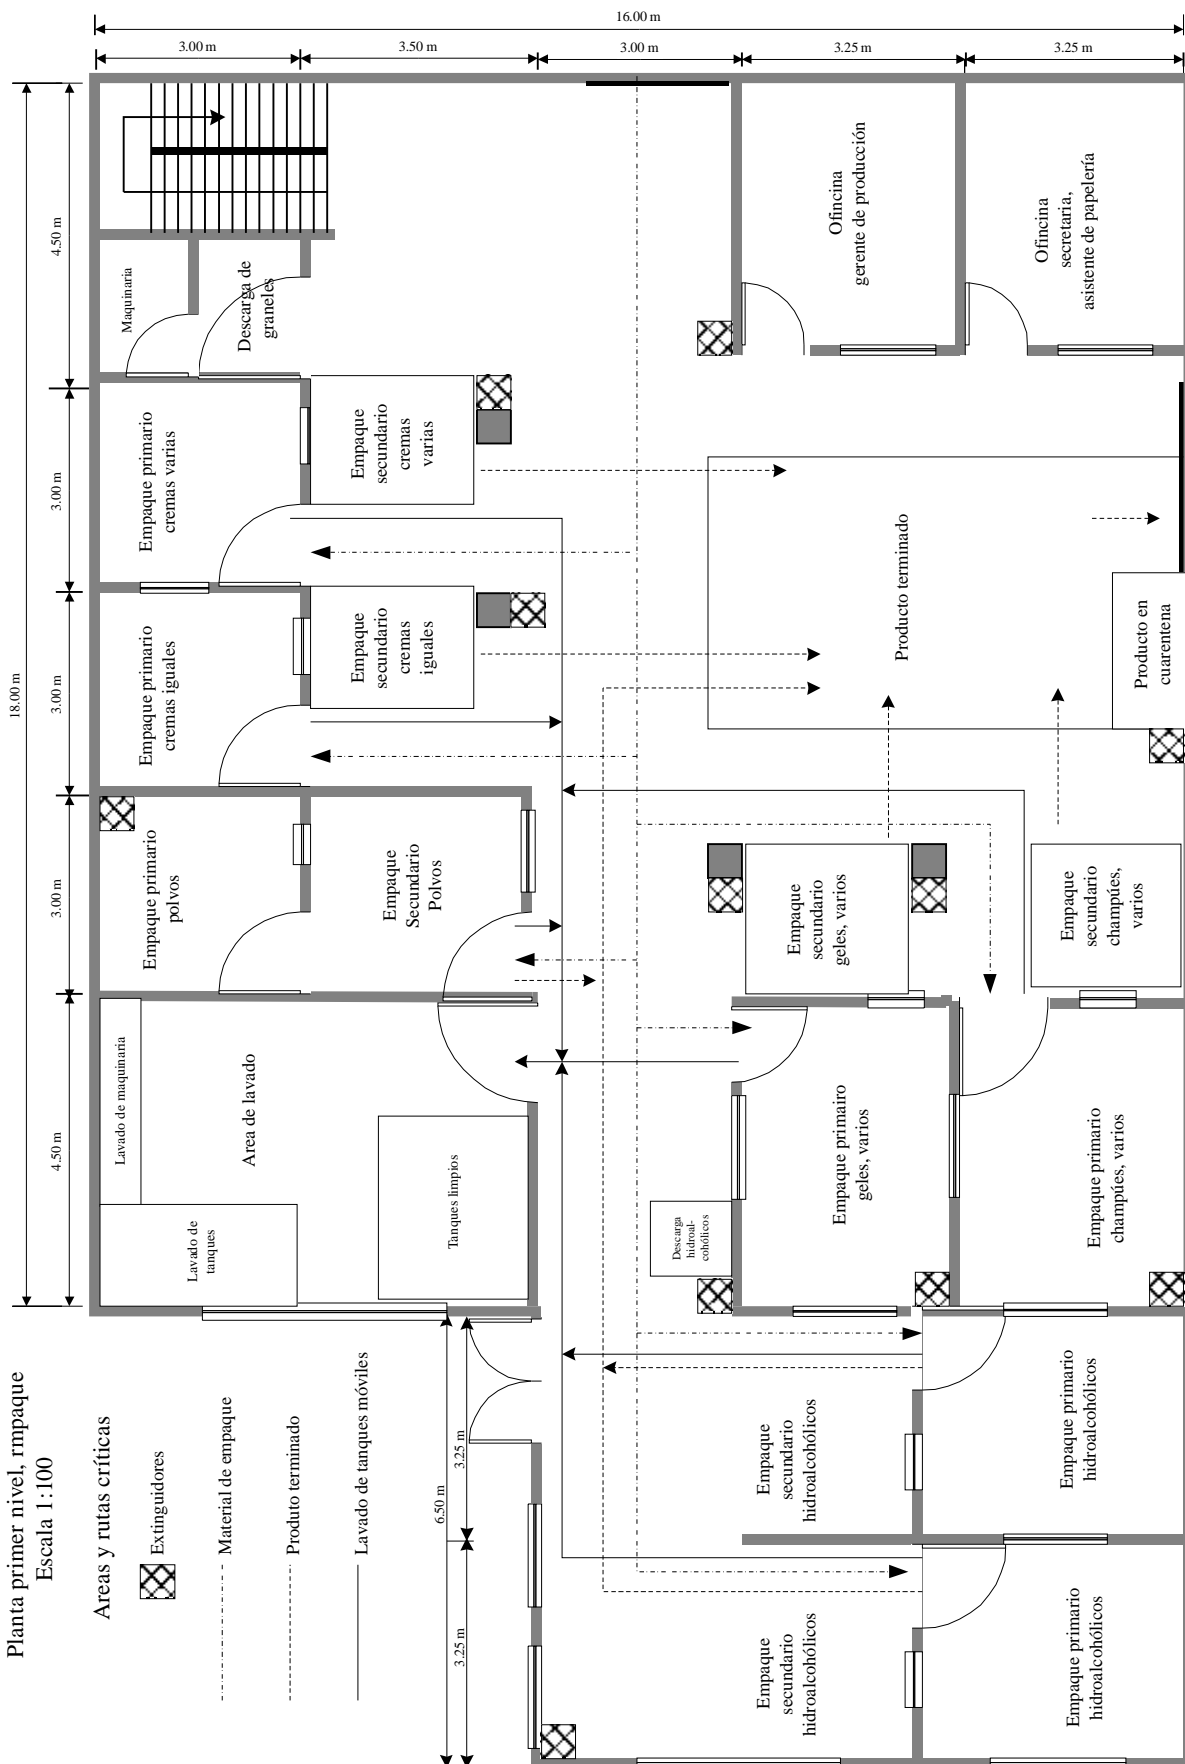 16.00 m
3.00 m
3.50 m
3.00 m
3.25 m
3.25 m
18.00 m
4.50 m
3.00 m
3.00 m
3.00 m
4.50 m
Maquinaria
Descarga de
graneles
Ofincina
gerente de producción
Ofincina
secretaria,
asistente de papelería
Empaque primario
cremas varias
Empaque
secundario
cremas
varias
Empaque primario
cremas iguales
Empaque
secundario
cremas
iguales
Producto terminado
Producto en
cuarentena
Empaque primario
polvos
Empaque
Secundario
Polvos
Empaque
secundario
geles, varios
Empaque
secundario
champúes,
varios
Lavado de maquinaria
Area de lavado
Lavado de
tanques
Tanques limpios
Descarga
hidroal-
cohólicos
Empaque primairo
geles, varios
Empaque primario
champúes, varios
Empaque
secundario
hidroalcohólicos
Empaque primario
hidroalcohólicos
Empaque
secundario
hidroalcohólicos
Empaque primario
hidroalcohólicos
6.50 m
3.25 m
3.25 m
Planta primer nivel, rmpaque
Escala 1:100
Areas y rutas críticas
Extinguidores
Material de empaque
Produto terminado
Lavado de tanques móviles